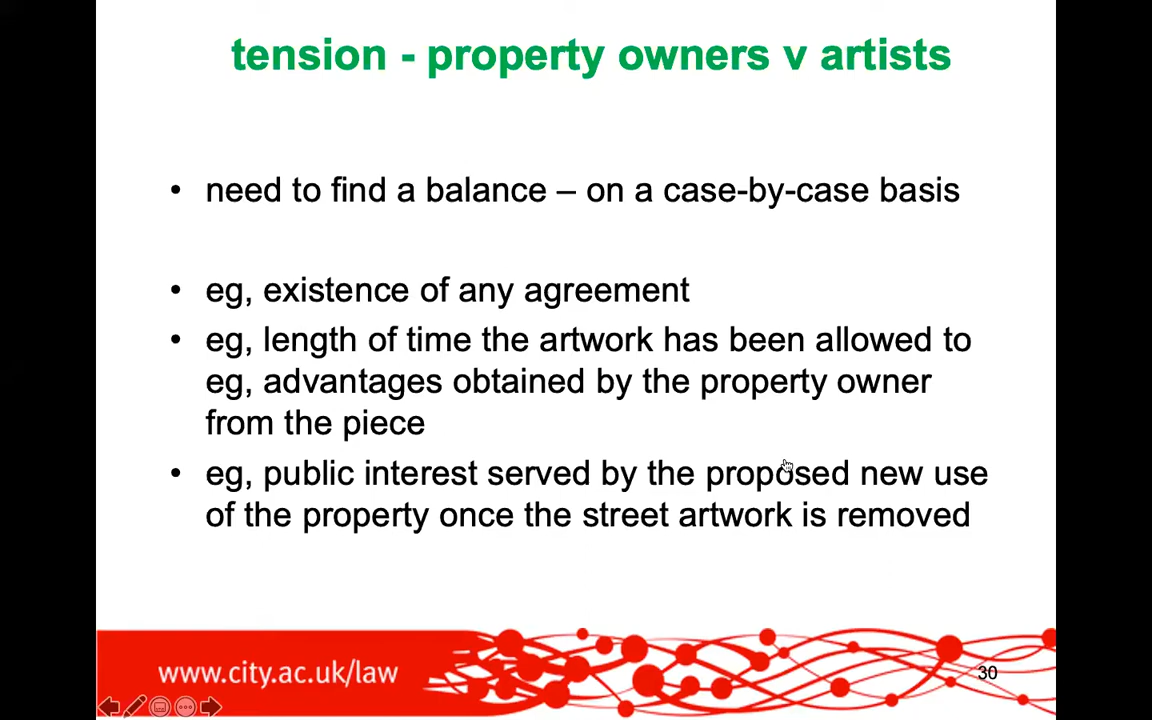 tension - property owners v artists
• need to find a balance – on a case-by-case basis
• eg, existence of any agreement
• eg, length of time the artwork has been allowed to
eg, advantages obtained by the property owner
from the piece
• eg, public interest served by the proposed new use
of the property once the street artwork is removed
www.city.ac.uk/law
30